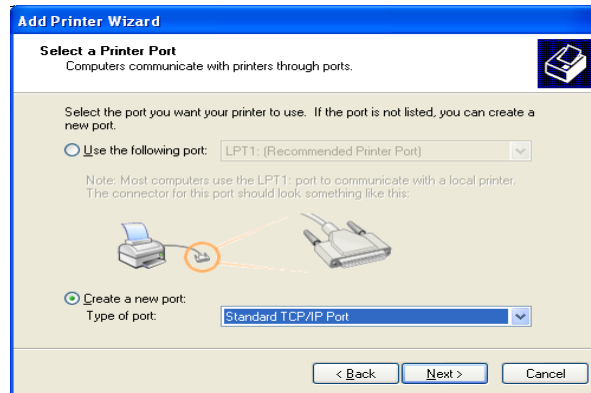 Add Printer Wizard
Select a Printer Port
Computers communicate with printers through ports.
Select the port you want your printer to use. If the port is not listed, you can create a
new port.
Use the following port: LPT1: (Recommended Printer Port)
Note: Most computers use the LPT1: port to communicate with a local printer.
The connector for this port should look something like this:
Create a new port:
Type of port: Standard TCP/IP Port
< Back Next > Cancel